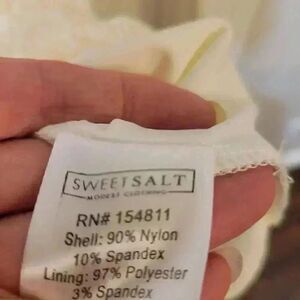 SWEETSALT
MODEST CLOTHING
RN# 154811
Shell: 90% Nylon
10% Spandex
Lining: 97% Polyester
3% Spandex